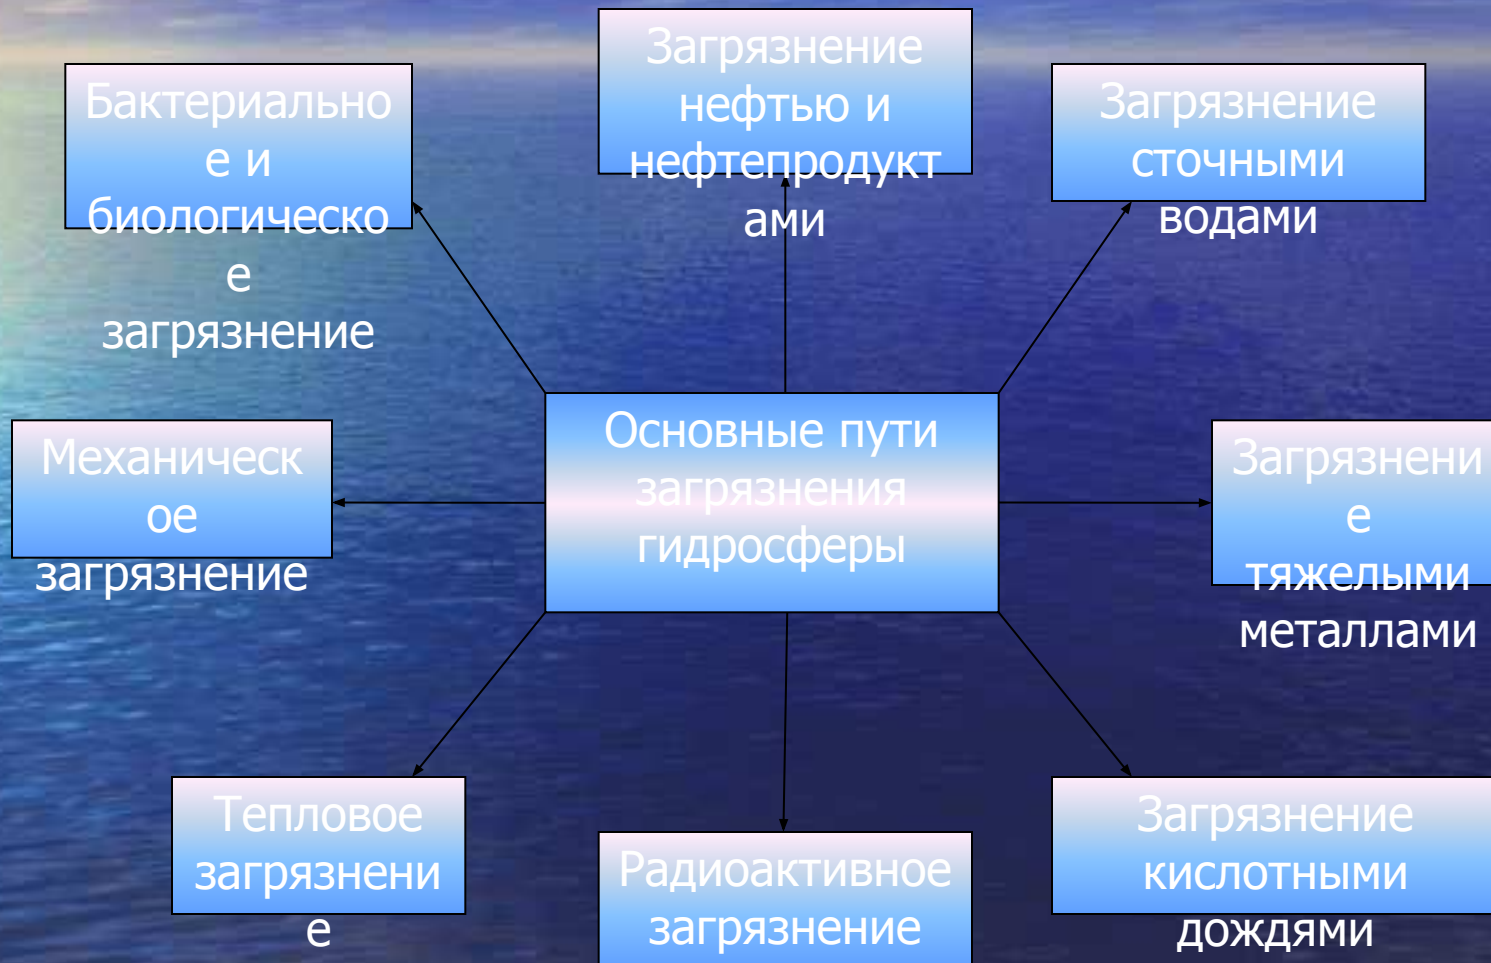 Бактериально
е и
биологическо
е
загрязнение
Загрязнение
нефтью и
нефтепродукт
ами
Загрязнение
сточными
водами
Механическ
ое
загрязнение
Основные пути
загрязнения
гидросферы
Загрязнени
е
тяжелыми
металлами
Тепловое
загрязнени
е
Радиоактивное
загрязнение
Загрязнение
кислотными
дождями